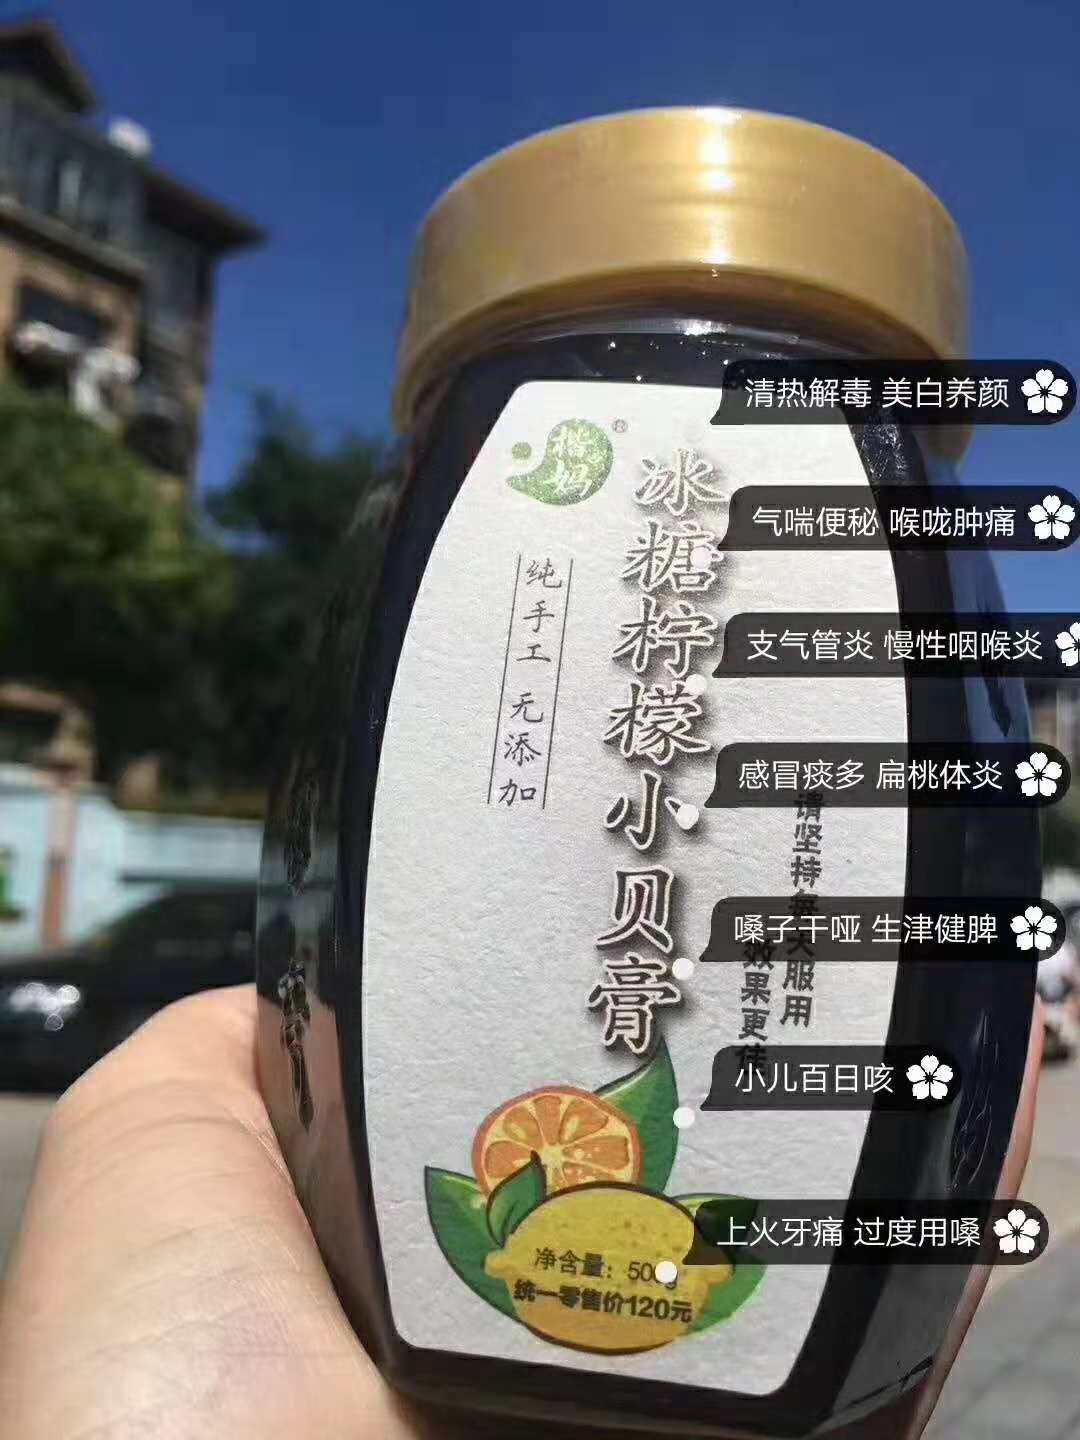 楷妈®
冰糖柠檬小贝膏
纯手工 无添加
请坚持每天服用
效果更佳
净含量：500g
统一零售价120元
清热解毒 美白养颜
气喘便秘 喉咙肿痛
支气管炎 慢性咽喉炎
感冒痰多 扁桃体炎
嗓子干哑 生津健脾
小儿百日咳
上火牙痛 过度用嗓